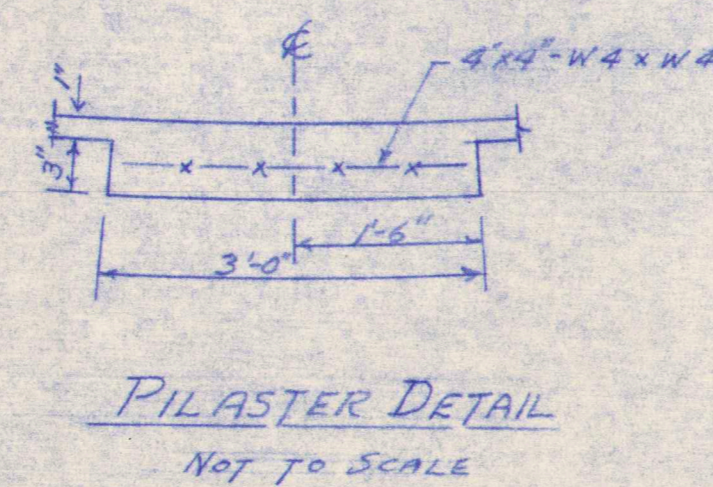 ℄
4"x4"-W4xW4
1"
x x x x
3"
1'-6"
3'-0"
PILASTER DETAIL
NOT TO SCALE